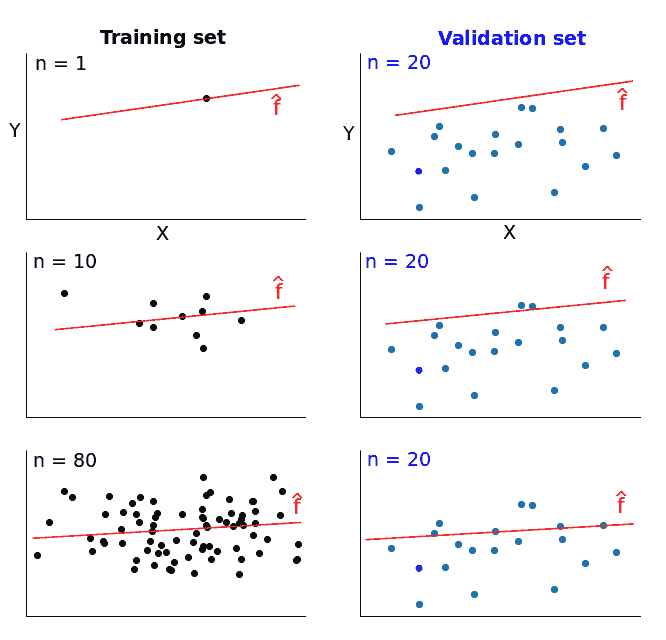 Training set
Validation set
n = 1
n = 20
f̂
f̂
Y
Y
X
X
n = 10
n = 20
f̂
f̂
n = 80
n = 20
f̂
f̂